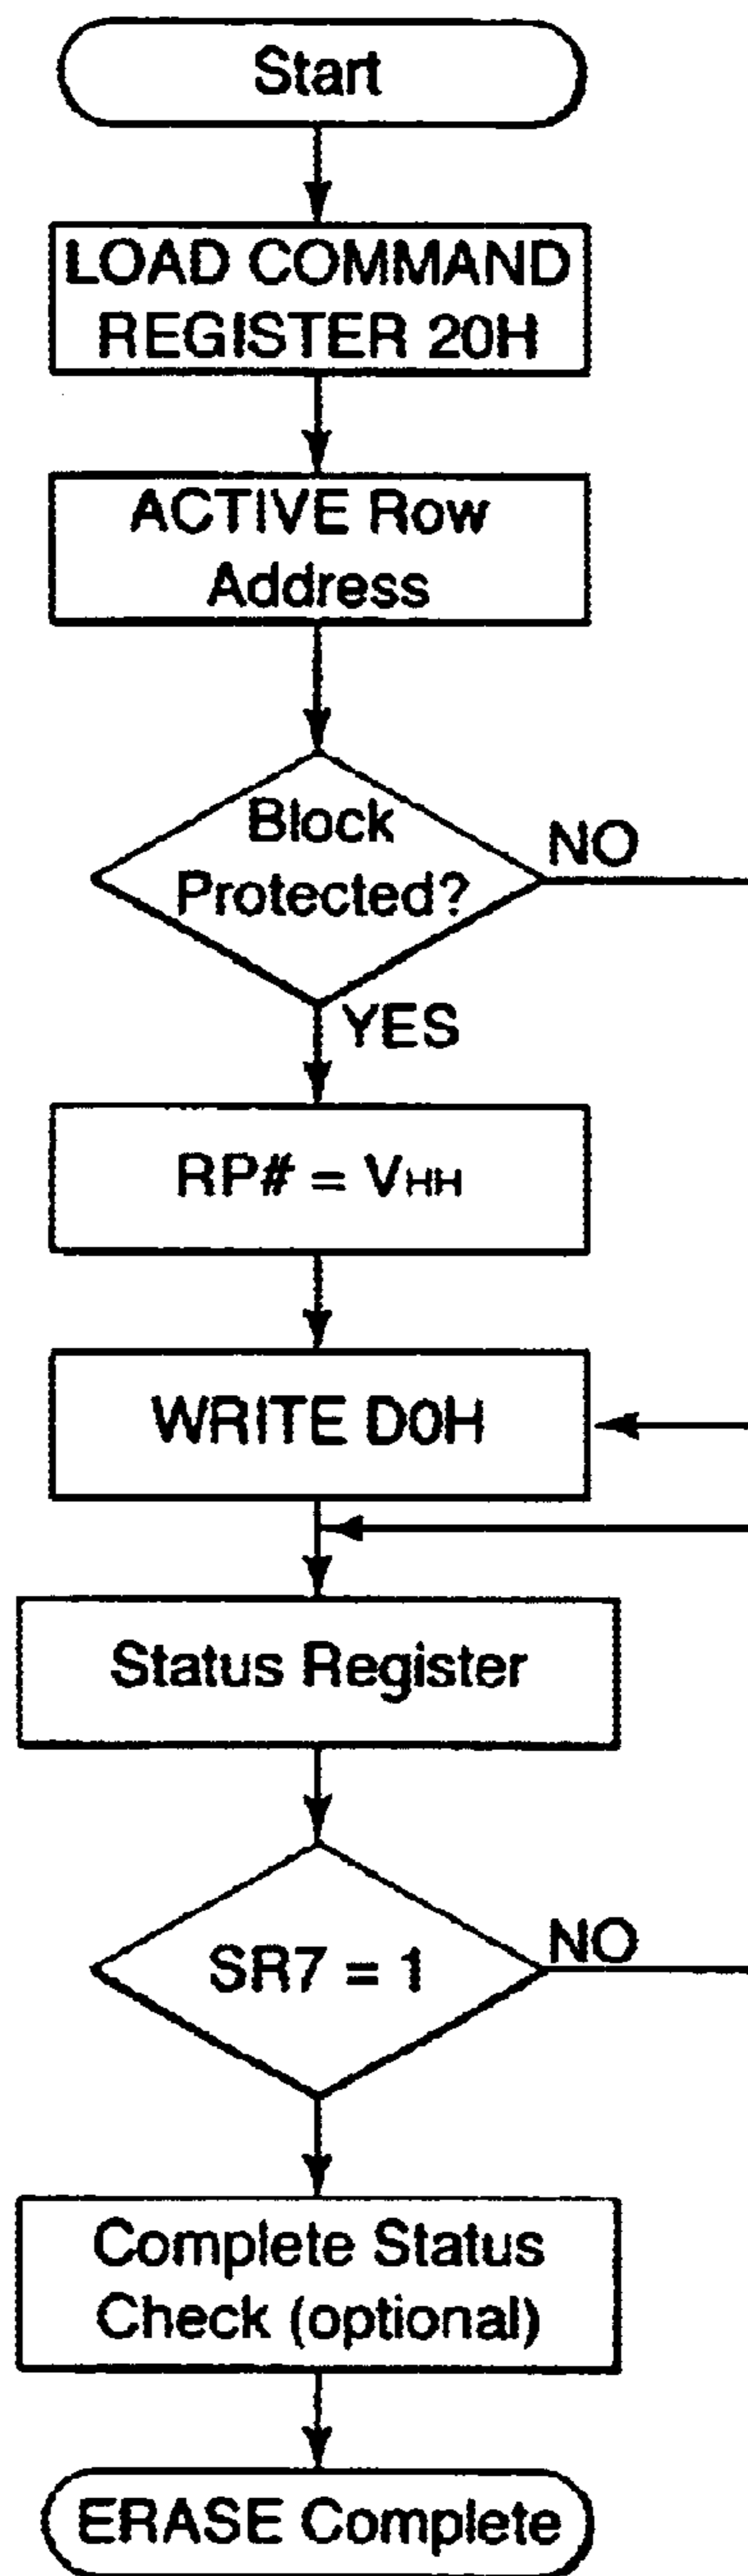 Start
LOAD COMMAND
REGISTER 20H
ACTIVE Row
Address
Block
Protected?
NO
YES
RP# = VHH
WRITE D0H
Status Register
SR7 = 1
NO
Complete Status
Check (optional)
ERASE Complete